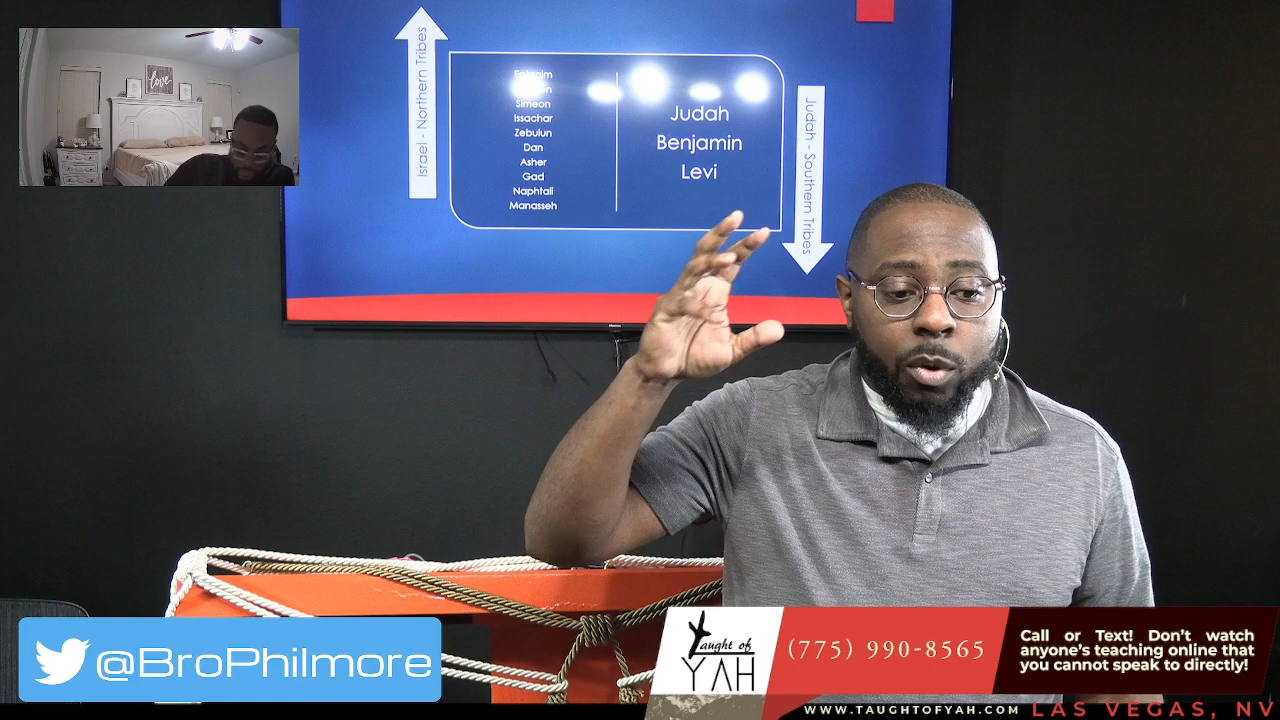 love
Israel - Northern Tribes
Ephraim
Simeon
Issachar
Zebulun
Dan
Asher
Gad
Naphtali
Manasseh
Judah
Benjamin
Levi
Judah - Southern Tribes
@BroPhilmore
Taught of
YAH
(775) 990-8565
Call or Text! Don't watch
anyone's teaching online that
you cannot speak to directly!
WWW.TAUGHTOFYAH.COM
LAS VEGAS, NV